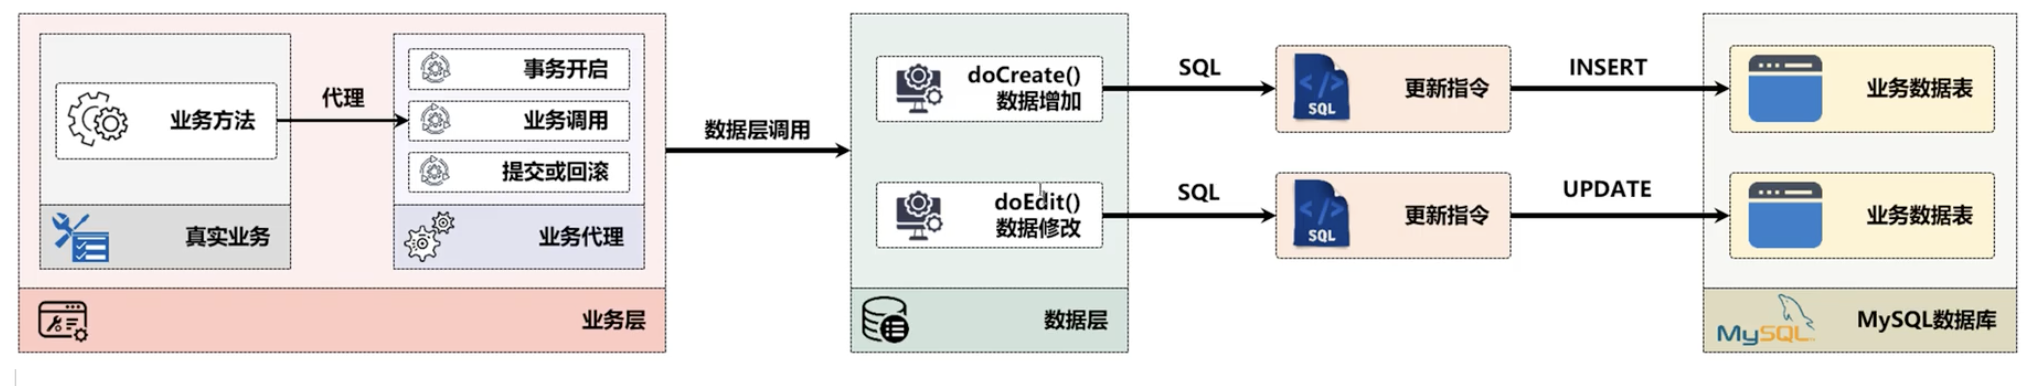 业务方法
真实业务
代理
事务开启
业务调用
提交或回滚
业务代理
业务层
数据层调用
doCreate()
数据增加
doEdit()
数据修改
数据层
SQL
SQL
更新指令
INSERT
SQL
SQL
更新指令
UPDATE
业务数据表
业务数据表
MySQL
MySQL数据库